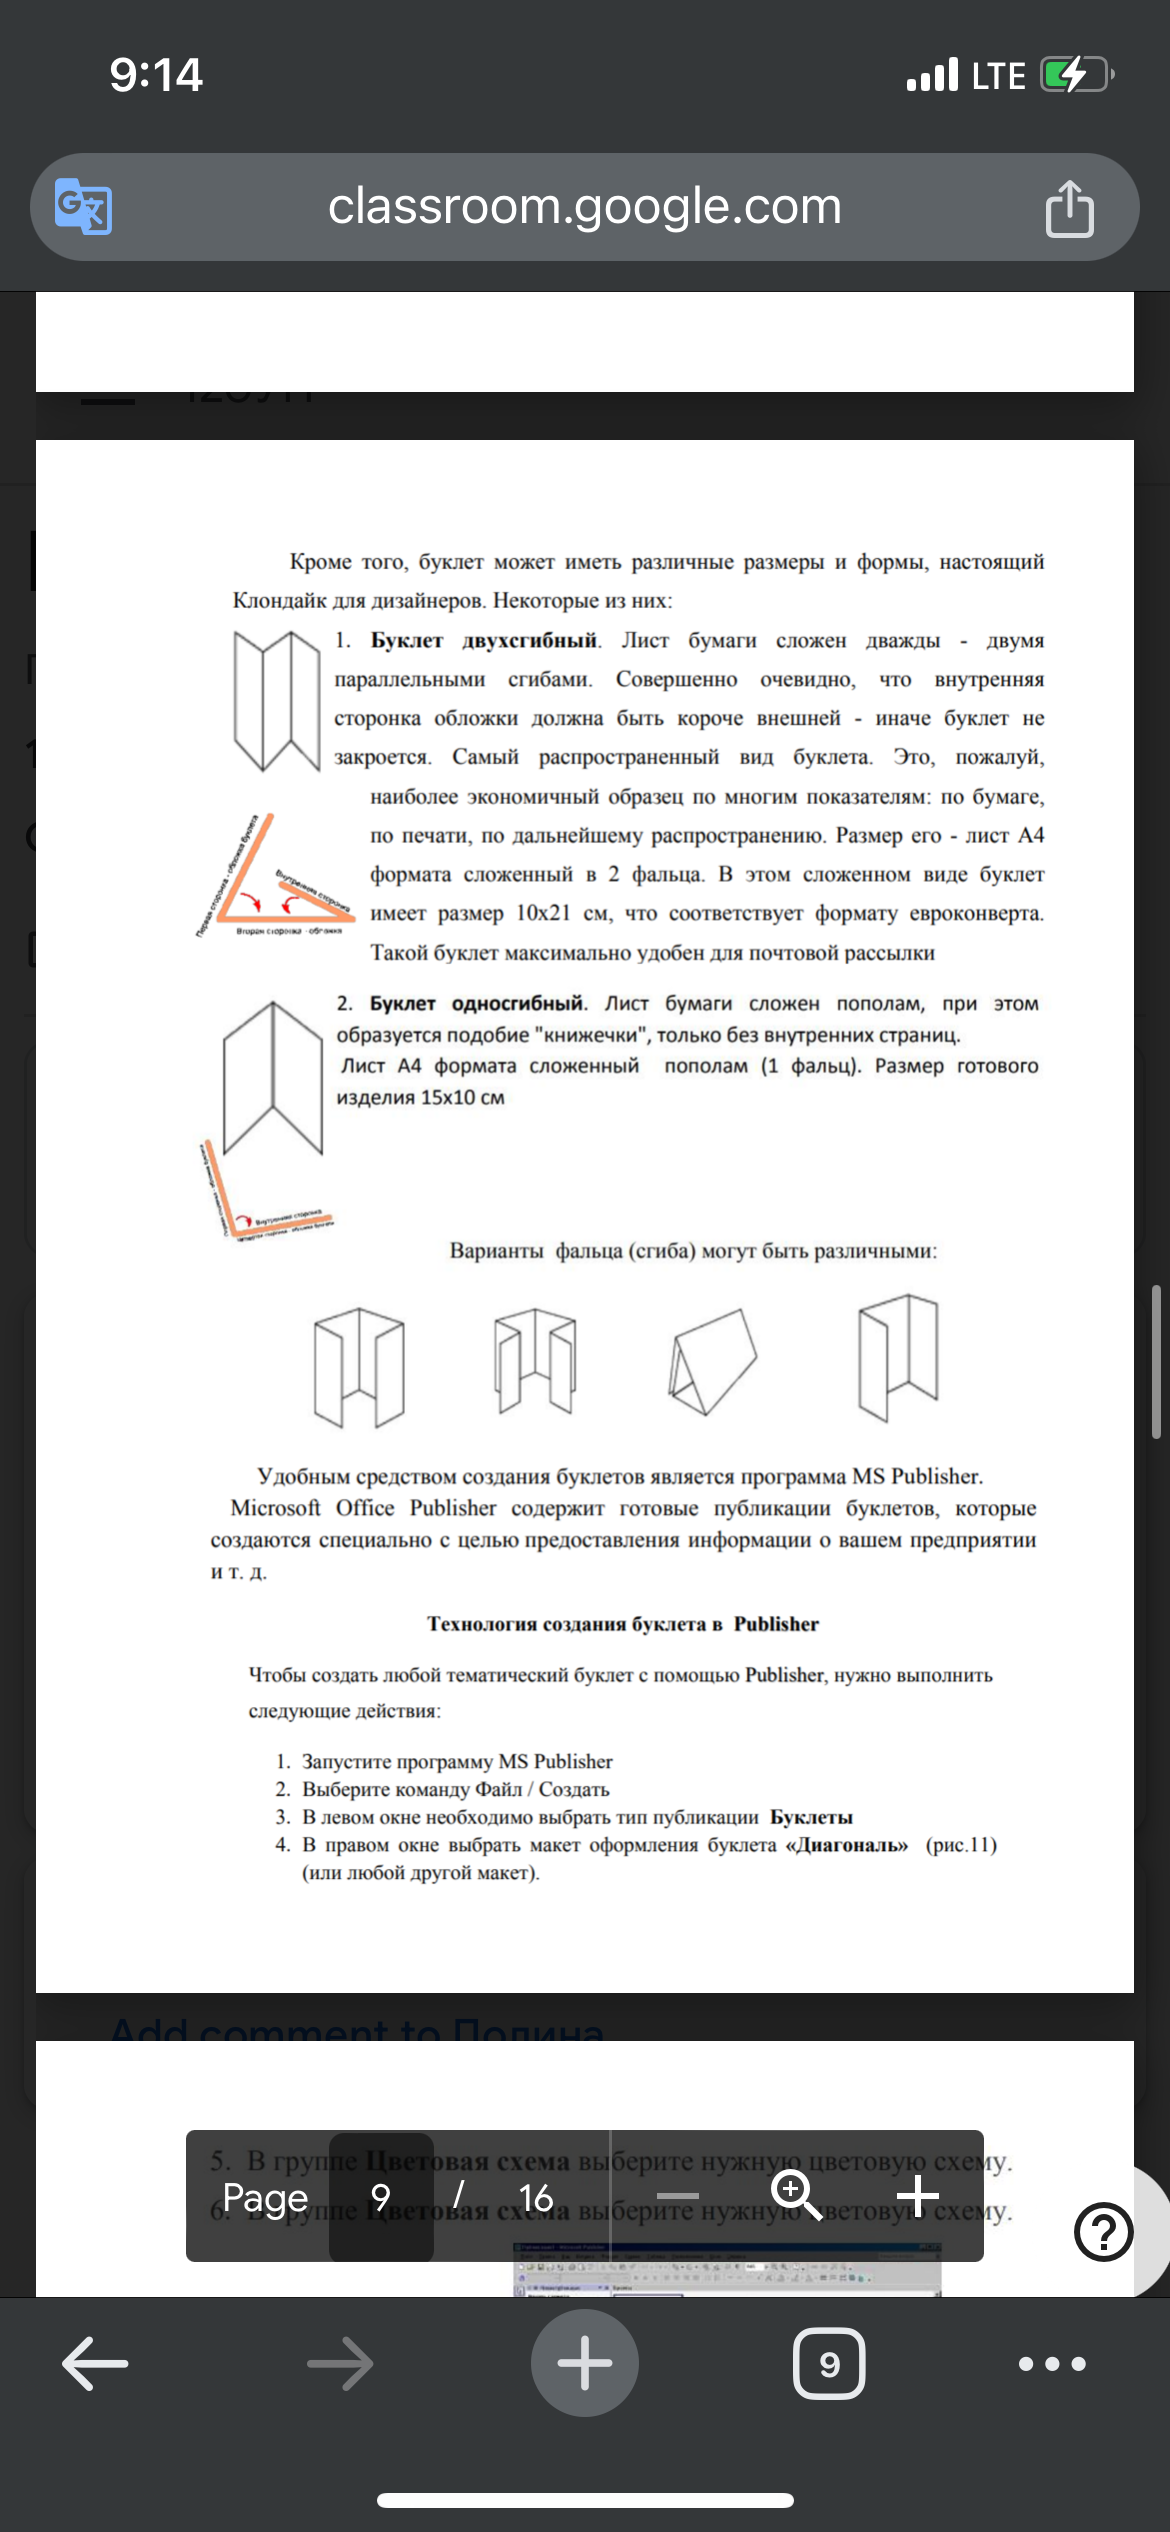 9:14
LTE
classroom.google.com
Кроме того, буклет может иметь различные размеры и формы, настоящий
Клондайк для дизайнеров. Некоторые из них:
1. Буклет двухсгибный. Лист бумаги сложен дважды - двумя
параллельными сгибами. Совершенно очевидно, что внутренняя
сторонка обложки должна быть короче внешней - иначе буклет не
закроется. Самый распространенный вид буклета. Это, пожалуй,
наиболее экономичный образец по многим показателям: по бумаге,
по печати, по дальнейшему распространению. Размер его - лист А4
формата сложенный в 2 фальца. В этом сложенном виде буклет
имеет размер 10х21 см, что соответствует формату евроконверта.
Такой буклет максимально удобен для почтовой рассылки
Первая сторонка - обложка буклета
Внутренняя сторонка
Вторая сторонка - обложка
2. Буклет односгибный. Лист бумаги сложен пополам, при этом
образуется подобие "книжечки", только без внутренних страниц.
Лист А4 формата сложенный пополам (1 фальц). Размер готового
изделия 15х10 см
Внутренняя сторонка
Варианты фальца (сгиба) могут быть различными:
Удобным средством создания буклетов является программа MS Publisher.
Microsoft Office Publisher содержит готовые публикации буклетов, которые
создаются специально с целью предоставления информации о вашем предприятии
и т. д.
Технология создания буклета в Publisher
Чтобы создать любой тематический буклет с помощью Publisher, нужно выполнить
следующие действия:
1. Запустите программу MS Publisher
2. Выберите команду Файл / Создать
3. В левом окне необходимо выбрать тип публикации Буклеты
4. В правом окне выбрать макет оформления буклета «Диагональ» (рис.11)
(или любой другой макет).
Add comment to Полина
5. В группе Цветовая схема выберите нужную цветовую схему.
6. В группе Цветовая схема выберите нужную цветовую схему.
Page 9 / 16
9